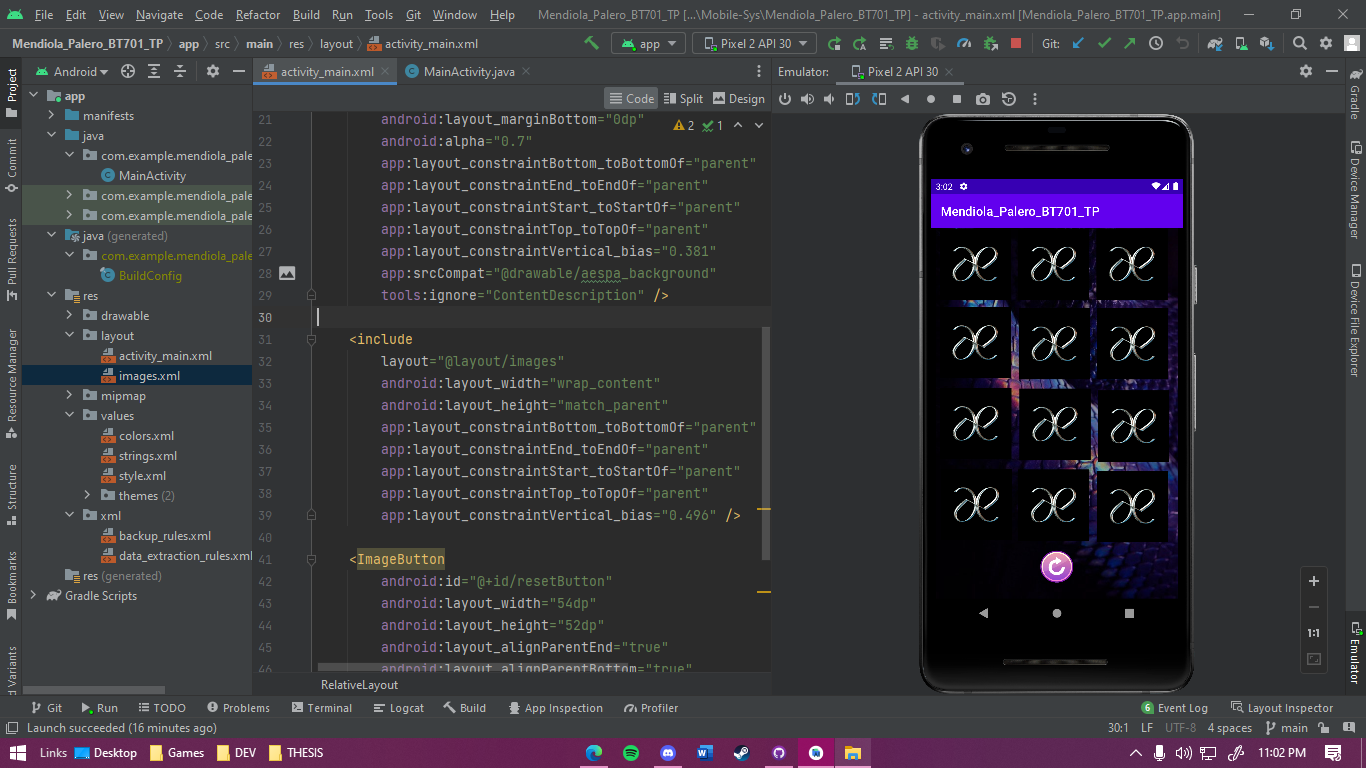 File Edit View Navigate Code Refactor Build Run Tools Git Window Help Mendiola_Palero_BT701_TP [...\Mobile-Sys\Mendiola_Palero_BT701_TP] - activity_main.xml [Mendiola_Palero_BT701_TP.app.main]
Mendiola_Palero_BT701_TP app src main res layout activity_main.xml app Pixel 2 API 30 Git:
Project
Commit
Pull Requests
Resource Manager
Structure
Bookmarks
d Variants
Android
app
manifests
java
com.example.mendiola_pale
MainActivity
com.example.mendiola_pale
com.example.mendiola_pale
java (generated)
com.example.mendiola_pale
BuildConfig
res
drawable
layout
activity_main.xml
images.xml
mipmap
values
colors.xml
strings.xml
style.xml
themes (2)
xml
backup_rules.xml
data_extraction_rules.xml
res (generated)
Gradle Scripts
activity_main.xml MainActivity.java
Code Split Design
2 1
21 android:layout_marginBottom="0dp"
22 android:alpha="0.7"
23 app:layout_constraintBottom_toBottomOf="parent"
24 app:layout_constraintEnd_toEndOf="parent"
25 app:layout_constraintStart_toStartOf="parent"
26 app:layout_constraintTop_toTopOf="parent"
27 app:layout_constraintVertical_bias="0.381"
28 app:srcCompat="@drawable/aespa_background"
29 tools:ignore="ContentDescription" />
30
31 <include
32 layout="@layout/images"
33 android:layout_width="wrap_content"
34 android:layout_height="match_parent"
35 app:layout_constraintBottom_toBottomOf="parent"
36 app:layout_constraintEnd_toEndOf="parent"
37 app:layout_constraintStart_toStartOf="parent"
38 app:layout_constraintTop_toTopOf="parent"
39 app:layout_constraintVertical_bias="0.496" />
40
41 <ImageButton
42 android:id="@+id/resetButton"
43 android:layout_width="54dp"
44 android:layout_height="52dp"
45 android:layout_alignParentEnd="true"
46 android:layout_alignParentBottom="true"
RelativeLayout
Emulator: Pixel 2 API 30
3:02
Mendiola_Palero_BT701_TP
æ æ æ
æ æ æ
æ æ æ
æ æ æ
1:1
Gradle
Device Manager
Device File Explorer
Emulator
Git Run TODO Problems Terminal Logcat Build App Inspection Profiler 6 Event Log Layout Inspector
Launch succeeded (16 minutes ago) 30:1 LF UTF-8 4 spaces main
Links Desktop Games DEV THESIS 11:02 PM